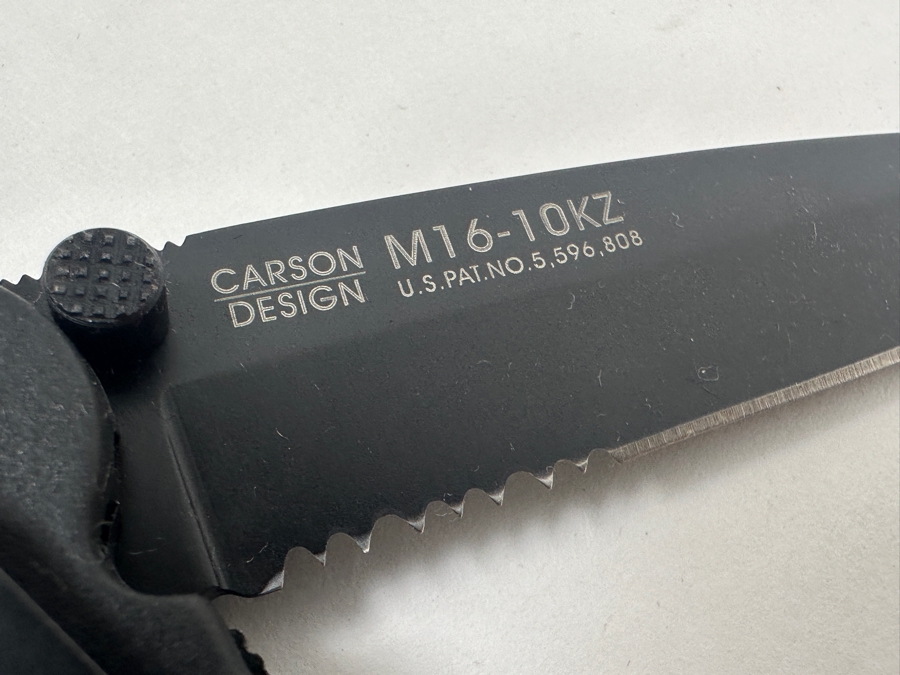 CARSON
DESIGN
M16-10KZ
U.S.PAT.NO.5,596,808